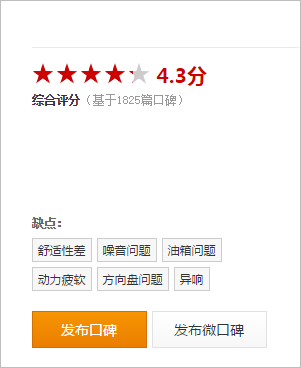 4.3分
综合评分（基于1825篇口碑）
缺点：
舒适性差 噪音问题 油箱问题
动力疲软 方向盘问题 异响
发布口碑 发布微口碑